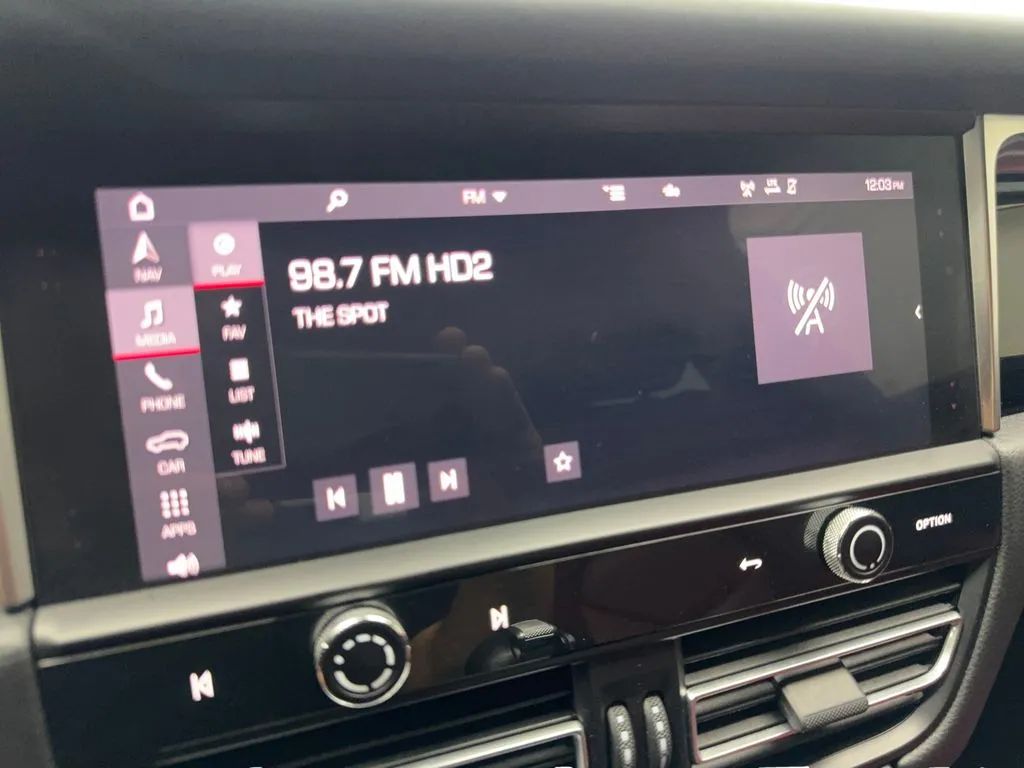 FM
LTE
12:03 PM
NAV
PLAY
98.7 FM HD2
THE SPOT
MEDIA
FAV
PHONE
LIST
CAR
TUNE
APPS
OPTION